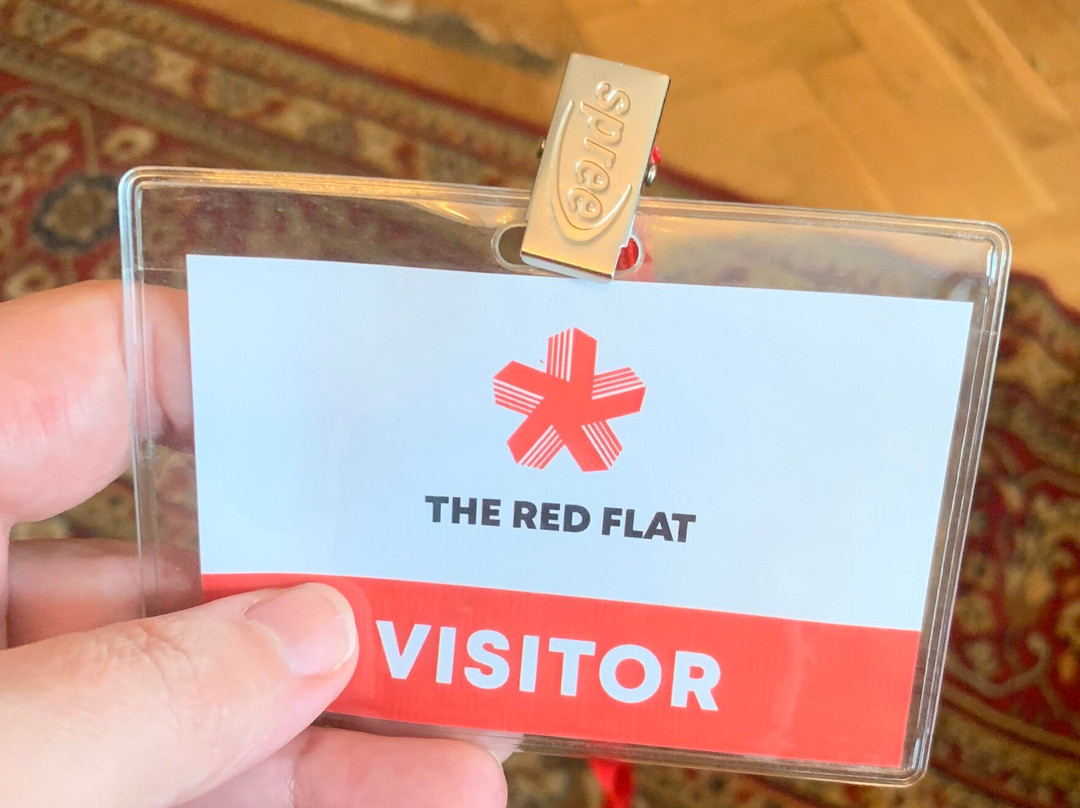 spree
THE RED FLAT
VISITOR